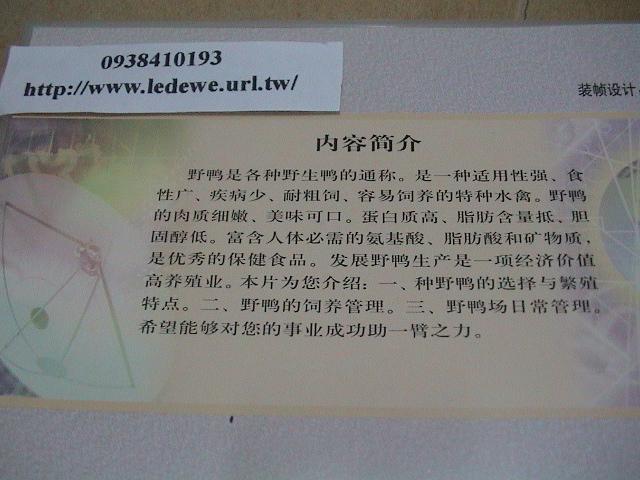 0938410193
http://www.ledewe.url.tw/
装帧设计
内容简介
野鸭是各种野生鸭的通称。是一种适用性强、食
性广、疾病少、耐粗饲、容易饲养的特种水禽。野鸭
的肉质细嫩、美味可口。蛋白质高、脂肪含量抵、胆
固醇低。富含人体必需的氨基酸、脂肪酸和矿物质，
是优秀的保健食品。发展野鸭生产是一项经济价值
高养殖业。本片为您介绍：一、种野鸭的选择与繁殖
特点。二、野鸭的饲养管理。三、野鸭场日常管理。
希望能够对您的事业成功助一臂之力。